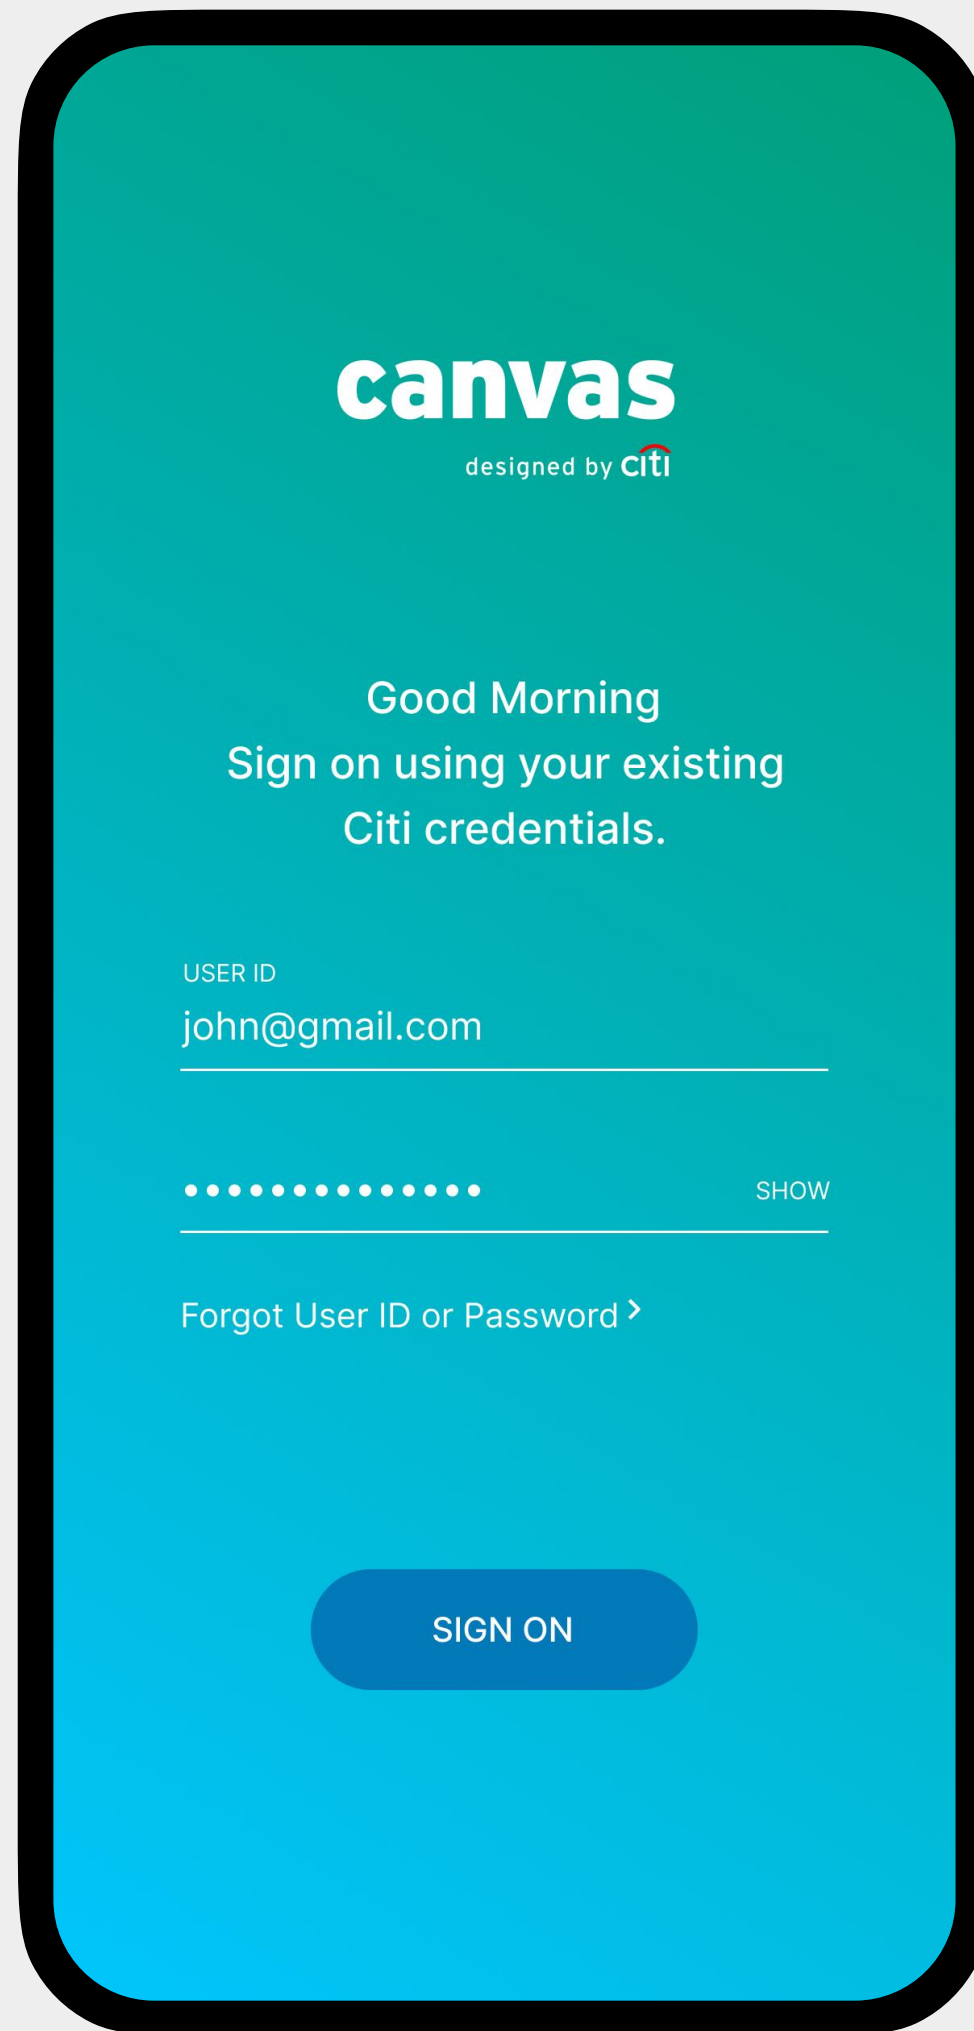 canvas
designed by citi
Good Morning
Sign on using your existing
Citi credentials.
USER ID
john@gmail.com
•••••••••••••• SHOW
Forgot User ID or Password >
SIGN ON